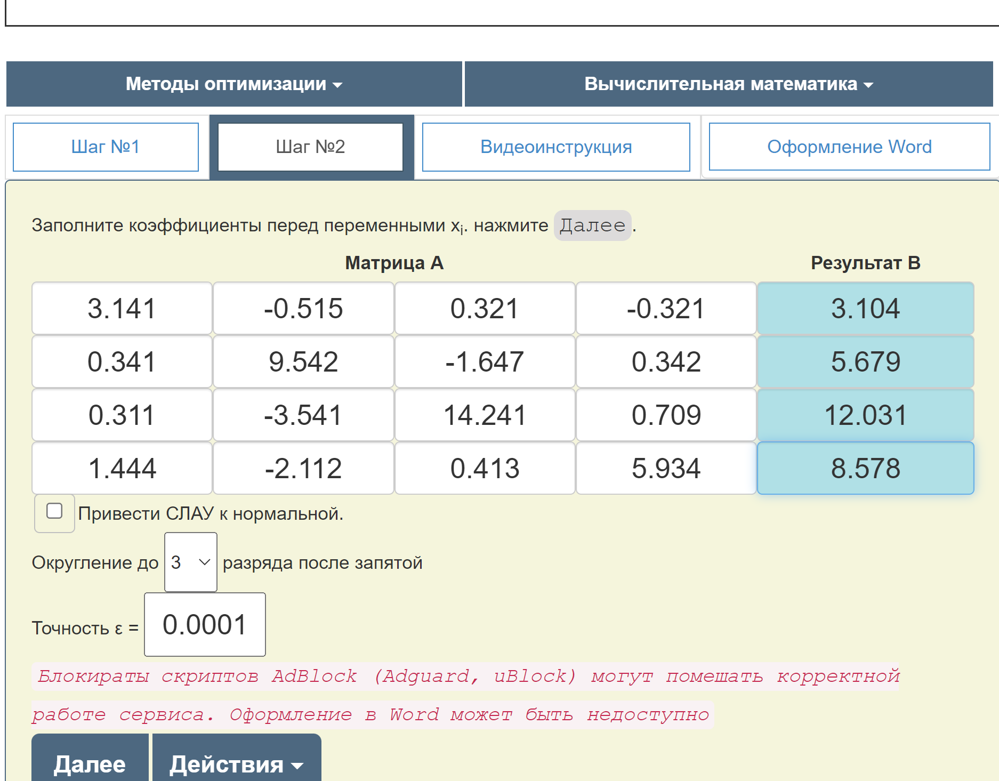 Методы оптимизации Вычислительная математика
Шаг №1 Шаг №2 Видеоинструкция Оформление Word
Заполните коэффициенты перед переменными xi. нажмите Далее.
Матрица А Результат В
3.141 -0.515 0.321 -0.321 3.104
0.341 9.542 -1.647 0.342 5.679
0.311 -3.541 14.241 0.709 12.031
1.444 -2.112 0.413 5.934 8.578
Привести СЛАУ к нормальной.
Округление до 3 разряда после запятой
Точность ε = 0.0001
Блокираты скриптов AdBlock (Adguard, uBlock) могут помешать корректной
работе сервиса. Оформление в Word может быть недоступно
Далее Действия